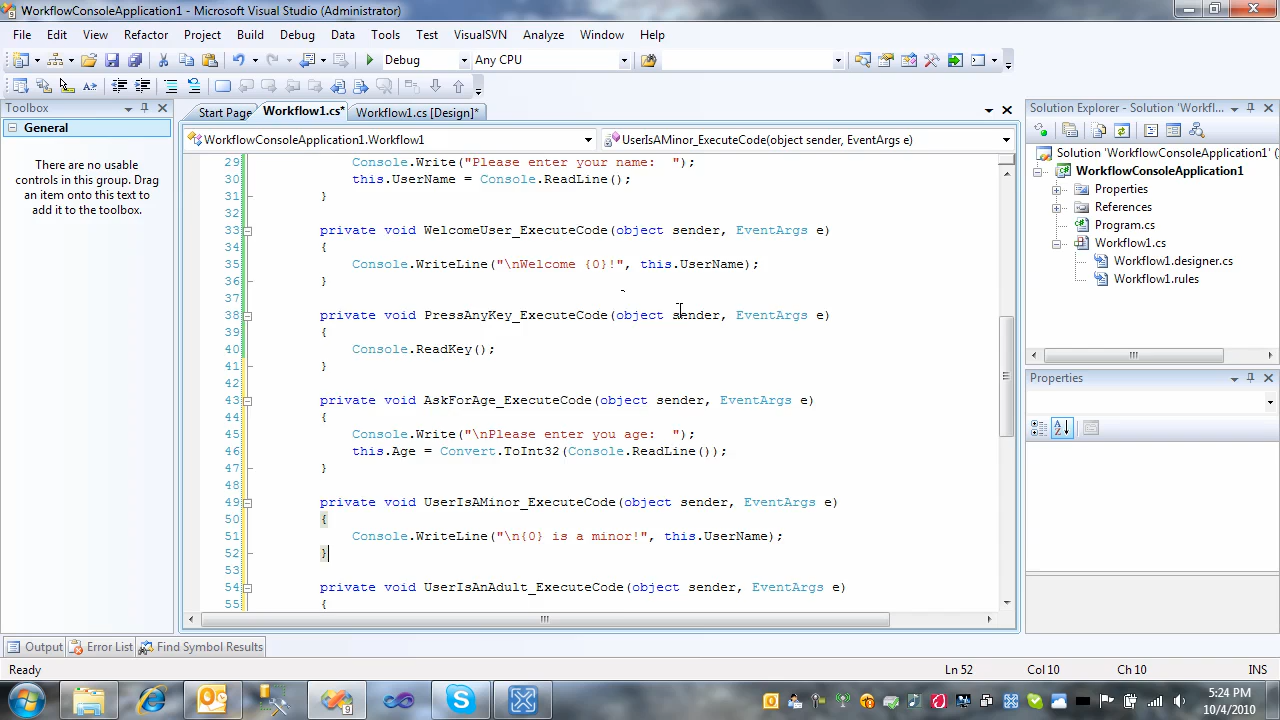 WorkflowConsoleApplication1 - Microsoft Visual Studio (Administrator)
File Edit View Refactor Project Build Debug Data Tools Test VisualSVN Analyze Window Help
Debug Any CPU
Toolbox
General
There are no usable
controls in this group. Drag
an item onto this text to
add it to the toolbox.
Start Page Workflow1.cs* Workflow1.cs [Design]*
WorkflowConsoleApplication1.Workflow1 UserIsAMinor_ExecuteCode(object sender, EventArgs e)
29 Console.Write("Please enter your name:  ");
30 this.UserName = Console.ReadLine();
31 }
32
33 private void WelcomeUser_ExecuteCode(object sender, EventArgs e)
34 {
35 Console.WriteLine("\nWelcome {0}!", this.UserName);
36 }
37
38 private void PressAnyKey_ExecuteCode(object sender, EventArgs e)
39 {
40 Console.ReadKey();
41 }
42
43 private void AskForAge_ExecuteCode(object sender, EventArgs e)
44 {
45 Console.Write("\nPlease enter you age:  ");
46 this.Age = Convert.ToInt32(Console.ReadLine());
47 }
48
49 private void UserIsAMinor_ExecuteCode(object sender, EventArgs e)
50 {
51 Console.WriteLine("\n{0} is a minor!", this.UserName);
52 }
53
54 private void UserIsAnAdult_ExecuteCode(object sender, EventArgs e)
55 {
Solution Explorer - Solution 'Workfl...
Solution 'WorkflowConsoleApplication1' (1
WorkflowConsoleApplication1
Properties
References
Program.cs
Workflow1.cs
Workflow1.designer.cs
Workflow1.rules
Properties
Output Error List Find Symbol Results
Ready Ln 52 Col 10 Ch 10 INS
5:24 PM
10/4/2010